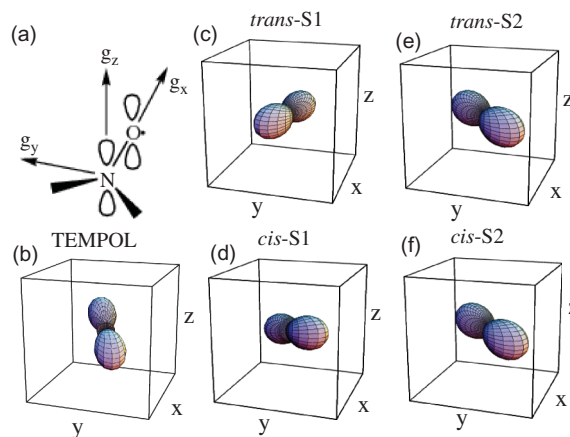 (a)
g_z
g_x
g_y
O•
N
TEMPOL
(b)
z
x
y
trans-S1
(c)
z
x
y
cis-S1
(d)
z
x
y
trans-S2
(e)
z
x
y
cis-S2
(f)
z
x
y